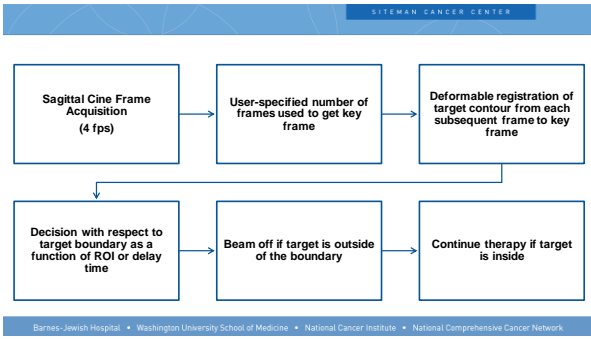 SITEMAN CANCER CENTER
Sagittal Cine Frame
Acquisition
(4 fps)
User-specified number of
frames used to get key
frame
Deformable registration of
target contour from each
subsequent frame to key
frame
Decision with respect to
target boundary as a
function of ROI or delay
time
Beam off if target is outside
of the boundary
Continue therapy if target
is inside
Barnes-Jewish Hospital • Washington University School of Medicine • National Cancer Institute • National Comprehensive Cancer Network